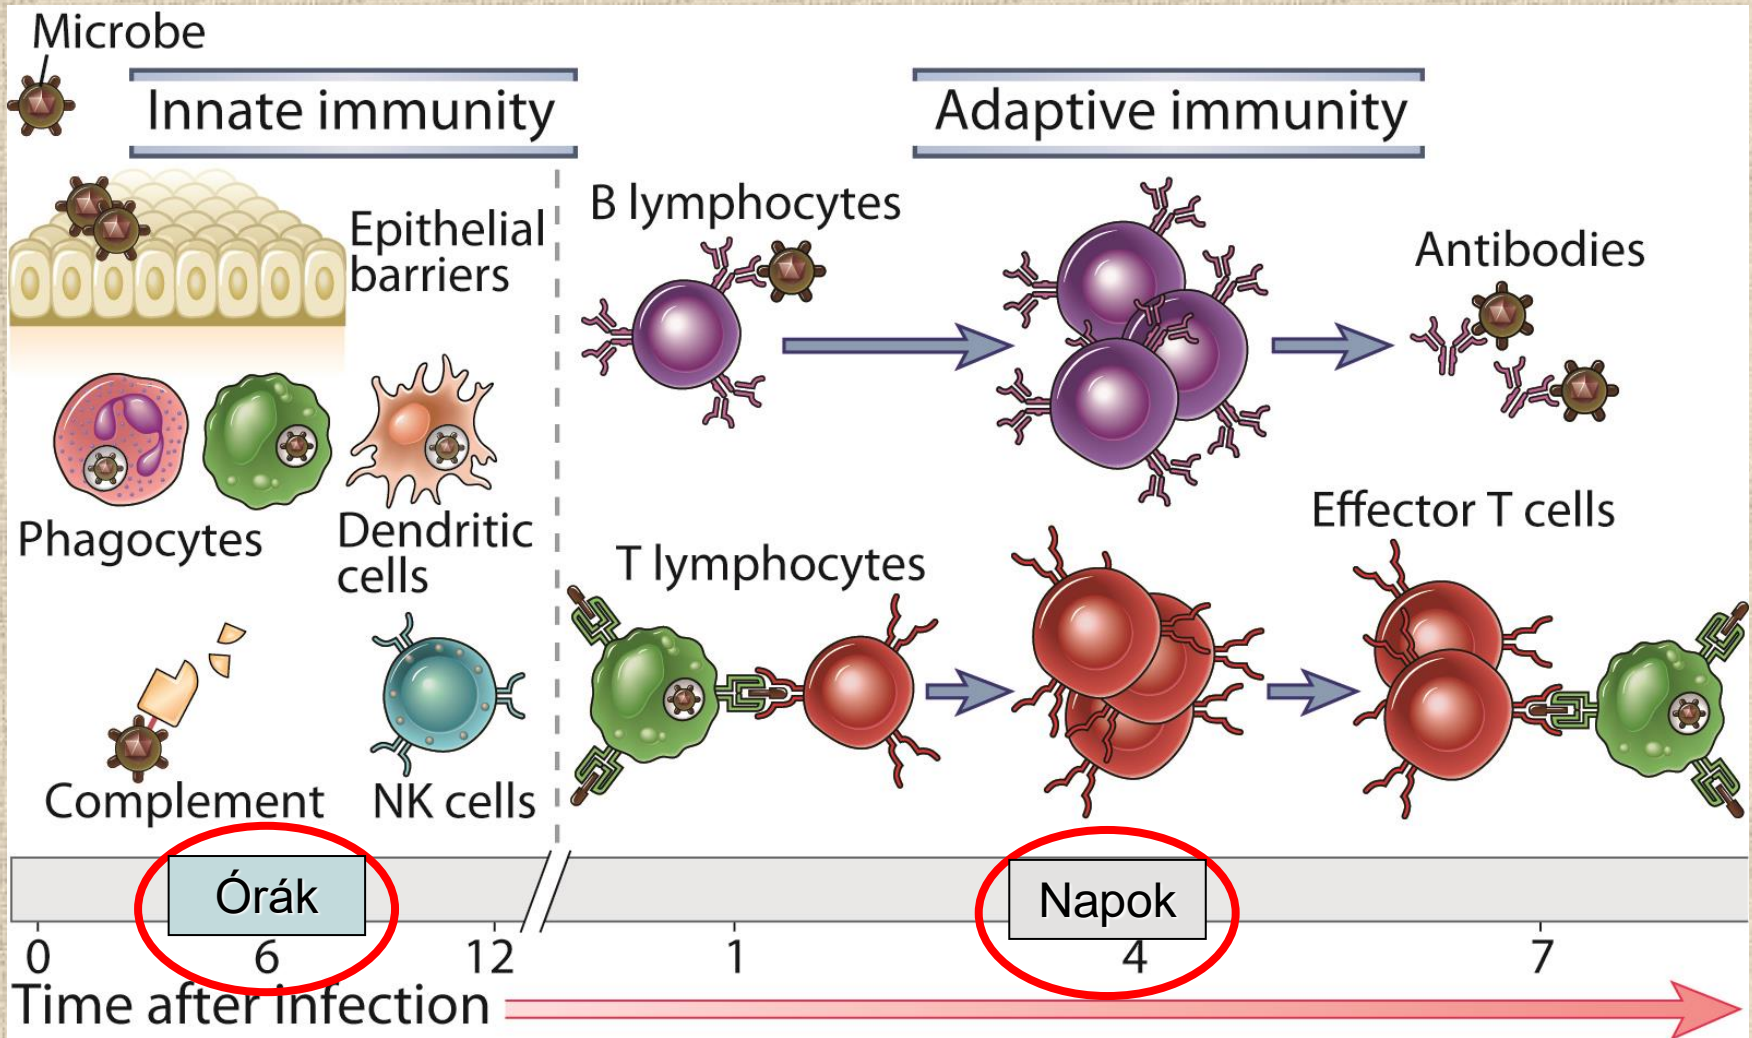 Microbe
Innate immunity
Adaptive immunity
Epithelial
barriers
B lymphocytes
Antibodies
Phagocytes
Dendritic
cells
T lymphocytes
Effector T cells
Complement
NK cells
Órák
Napok
0
6
12
1
4
7
Time after infection